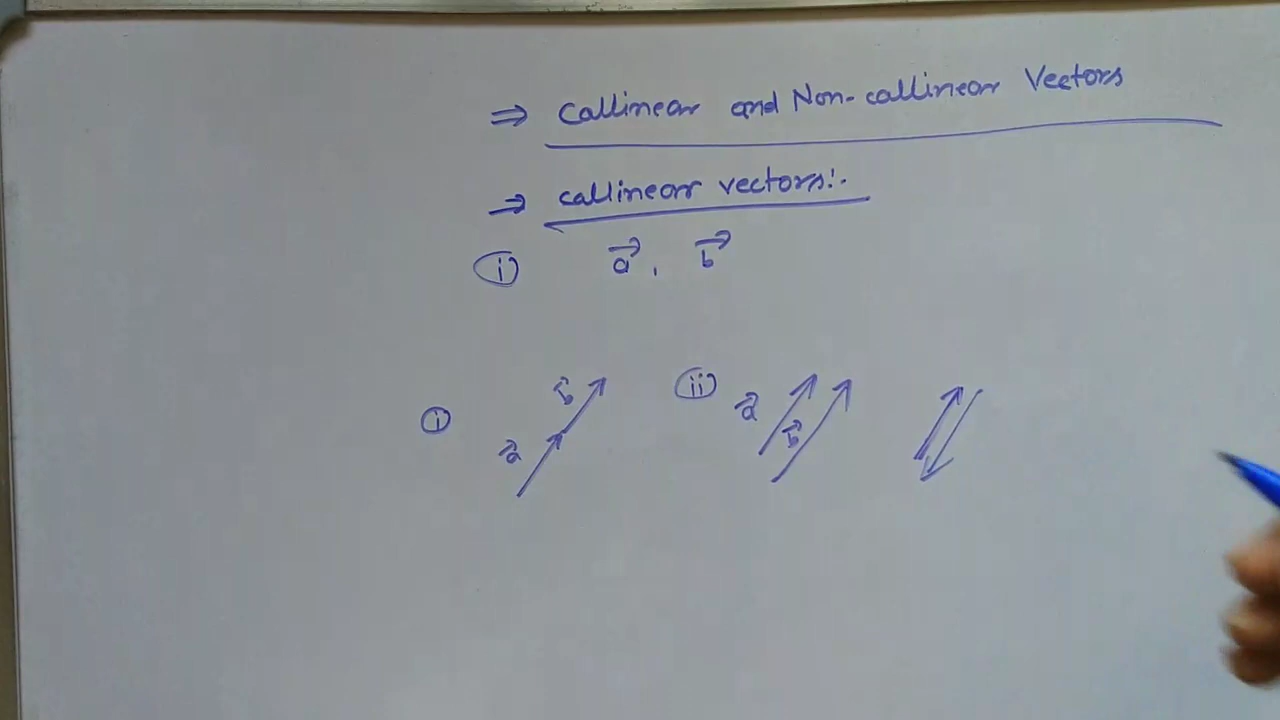 ⇒ Callinear and Non-callinear Vectors
→ callinear vectors:-
(i) a⃗, b⃗
(i) a⃗ b⃗ (ii) a⃗ b⃗